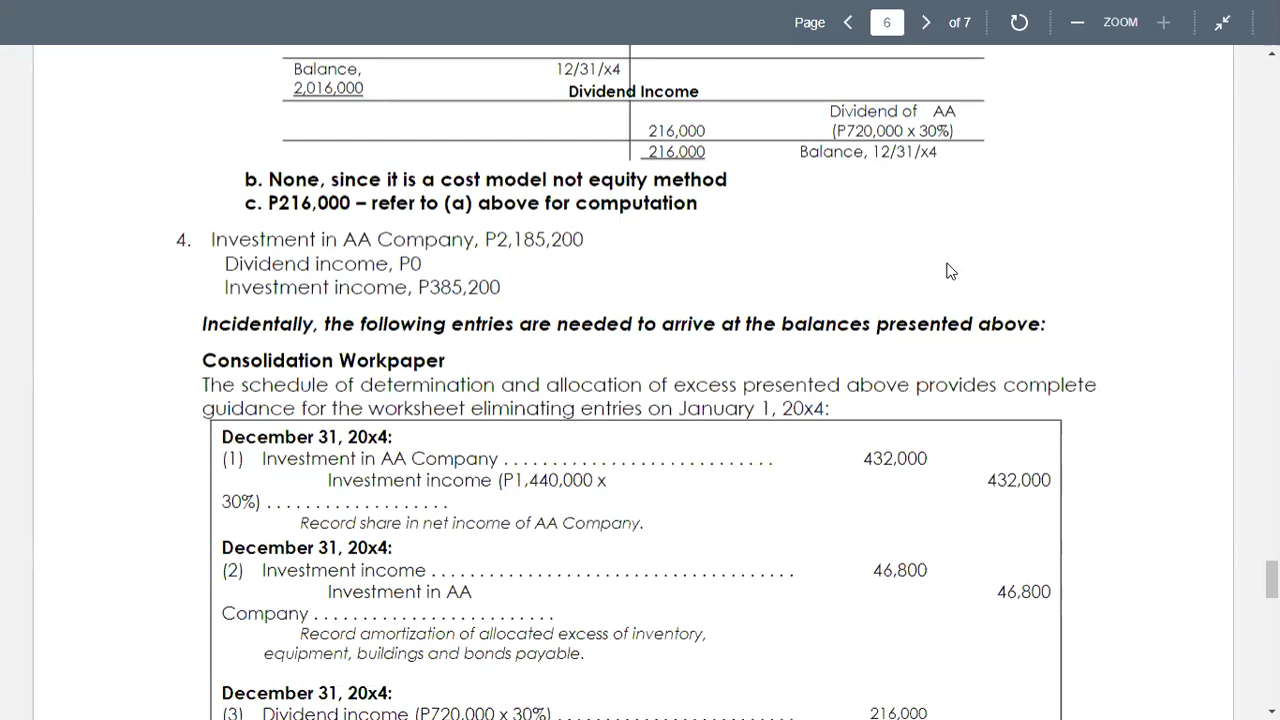 Page 6 of 7 ZOOM
Balance, 12/31/x4
2,016,000
Dividend Income
Dividend of AA
216,000 (P720,000 x 30%)
216,000 Balance, 12/31/x4
b. None, since it is a cost model not equity method
c. P216,000 – refer to (a) above for computation
4. Investment in AA Company, P2,185,200
Dividend income, P0
Investment income, P385,200
Incidentally, the following entries are needed to arrive at the balances presented above:
Consolidation Workpaper
The schedule of determination and allocation of excess presented above provides complete
guidance for the worksheet eliminating entries on January 1, 20x4:
December 31, 20x4:
(1) Investment in AA Company . . . . . . . . . . . . . . . . . . . . . . . . . . . . 432,000
Investment income (P1,440,000 x 432,000
30%) . . . . . . . . . . . . . . . . . . .
Record share in net income of AA Company.
December 31, 20x4:
(2) Investment income . . . . . . . . . . . . . . . . . . . . . . . . . . . . . . . . . . . . . 46,800
Investment in AA 46,800
Company . . . . . . . . . . . . . . . . . . . . . . . . .
Record amortization of allocated excess of inventory,
equipment, buildings and bonds payable.
December 31, 20x4:
(3) Dividend income (P720,000 x 30%) . . . . . . . . . . . . . . . . . . . . . . . . 216,000